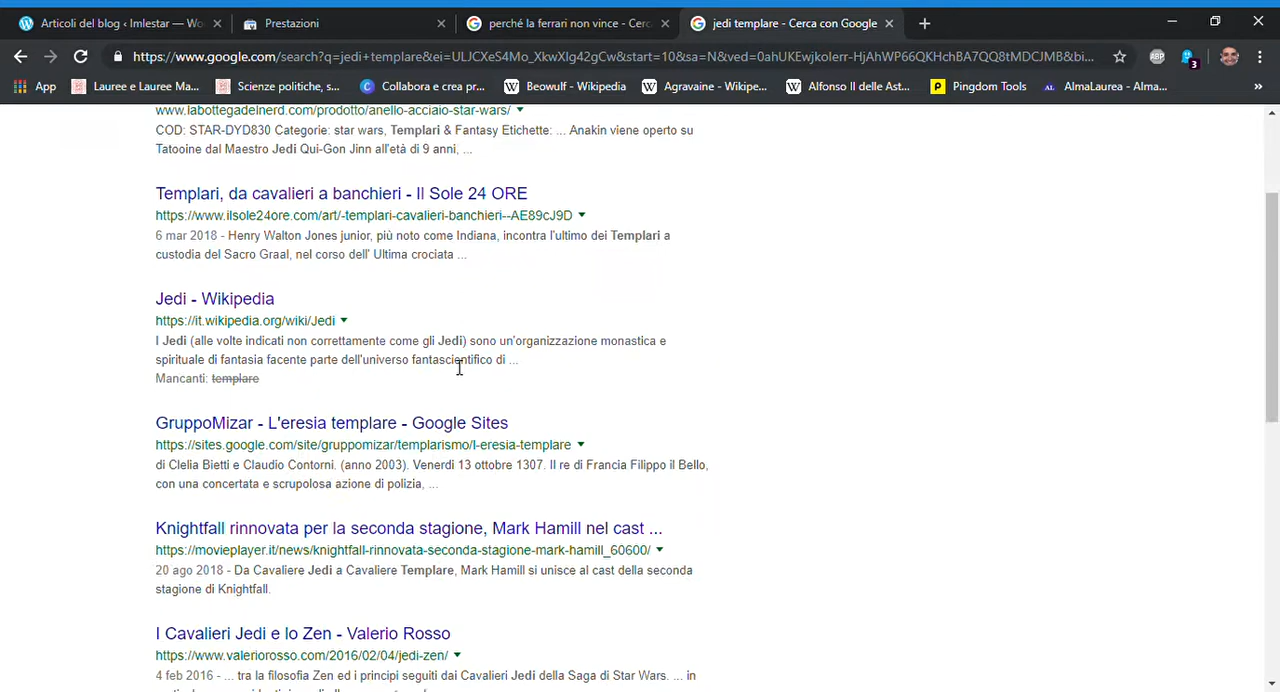 Articoli del blog ‹ Imlestar — Wo
Prestazioni
perché la ferrari non vince - Cerc
jedi templare - Cerca con Google
https://www.google.com/search?q=jedi+templare&ei=ULJCXeS4Mo_XkwXIg42gCw&start=10&sa=N&ved=0ahUKEwjkoIerr-HjAhWP66QKHchBA7QQ8tMDCJMB&bi...
ABP
3
App
Lauree e Lauree Ma...
Scienze politiche, s...
C
Collabora e crea pr...
W
Beowulf - Wikipedia
W
Agravaine - Wikipe...
W
Alfonso II delle Ast...
P
Pingdom Tools
AL
AlmaLaurea - Alma...
»
www.labottegadelnerd.com/prodotto/anello-acciaio-star-wars/
COD: STAR-DYD830 Categorie: star wars, Templari & Fantasy Etichette: ... Anakin viene operto su
Tatooine dal Maestro Jedi Qui-Gon Jinn all'età di 9 anni, ...
Templari, da cavalieri a banchieri - Il Sole 24 ORE
https://www.ilsole24ore.com/art/-templari-cavalieri-banchieri--AE89cJ9D
6 mar 2018 - Henry Walton Jones junior, più noto come Indiana, incontra l'ultimo dei Templari a
custodia del Sacro Graal, nel corso dell' Ultima crociata ...
Jedi - Wikipedia
https://it.wikipedia.org/wiki/Jedi
I Jedi (alle volte indicati non correttamente come gli Jedi) sono un'organizzazione monastica e
spirituale di fantasia facente parte dell'universo fantascientifico di ...
Mancanti: templare
GruppoMizar - L'eresia templare - Google Sites
https://sites.google.com/site/gruppomizar/templarismo/l-eresia-templare
di Clelia Bietti e Claudio Contorni. (anno 2003). Venerdì 13 ottobre 1307. Il re di Francia Filippo il Bello,
con una concertata e scrupolosa azione di polizia, ...
Knightfall rinnovata per la seconda stagione, Mark Hamill nel cast ...
https://movieplayer.it/news/knightfall-rinnovata-seconda-stagione-mark-hamill_60600/
20 ago 2018 - Da Cavaliere Jedi a Cavaliere Templare, Mark Hamill si unisce al cast della seconda
stagione di Knightfall.
I Cavalieri Jedi e lo Zen - Valerio Rosso
https://www.valeriorosso.com/2016/02/04/jedi-zen/
4 feb 2016 - ... tra la filosofia Zen ed i principi seguiti dai Cavalieri Jedi della Saga di Star Wars. ... in